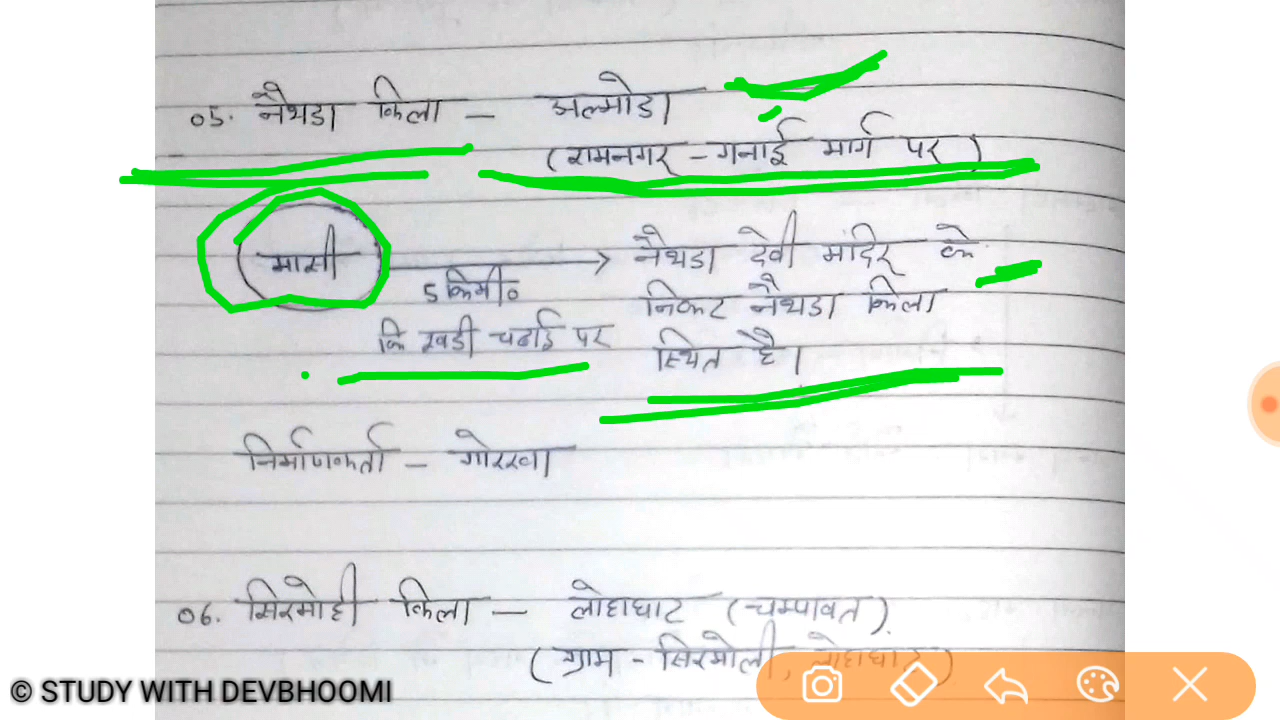 05. नैथडा किला - अल्मोडा
(रामनगर - गनाई मार्ग पर)
मासी
5 किमी०
कि खडी चढाई पर
नैथडा देवी मंदिर के
निकट नैथडा किला
स्थित है।
निर्माणकर्ता - गोरखा
06. सिरमोही किला - लोहाघाट (चम्पावत)
(ग्राम - सिरमोली, लोहाघाट)
© STUDY WITH DEVBHOOMI